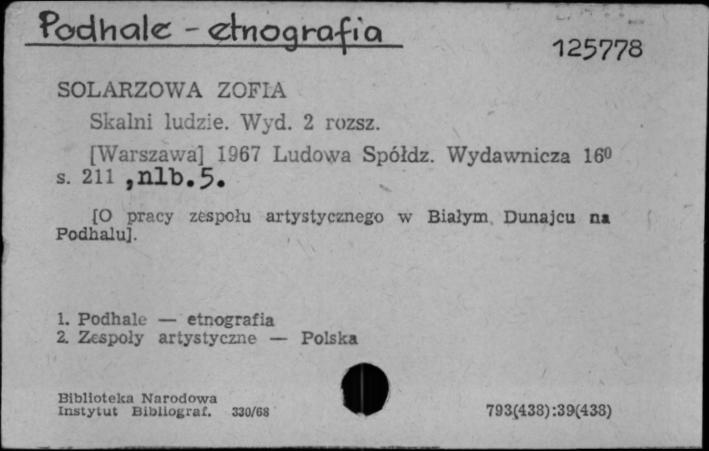 Podhale - etnografia
125778
SOLARZOWA ZOFIA
Skalni ludzie. Wyd. 2 rozsz.
[Warszawa] 1967 Ludowa Spółdz. Wydawnicza 16º
s. 211 ,nlb.5.
[O pracy zespołu artystycznego w Białym Dunajcu na
Podhalu].
1. Podhale — etnografia
2. Zespoły artystyczne — Polska
Biblioteka Narodowa
Instytut Bibliograf. 330/68
793(438):39(438)